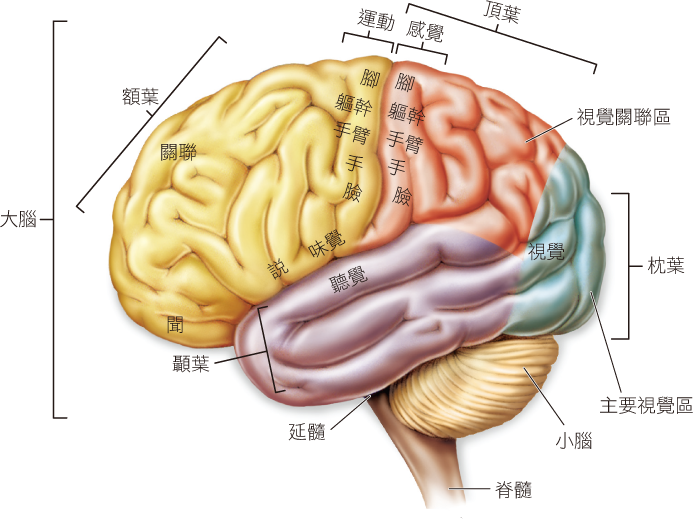 頂葉
運動
感覺
額葉
腳
腳
軀幹
軀幹
視覺關聯區
手臂
手臂
關聯
手
手
臉
臉
大腦
味覺
視覺
説
聽覺
枕葉
聞
顳葉
主要視覺區
延髓
小腦
脊髓